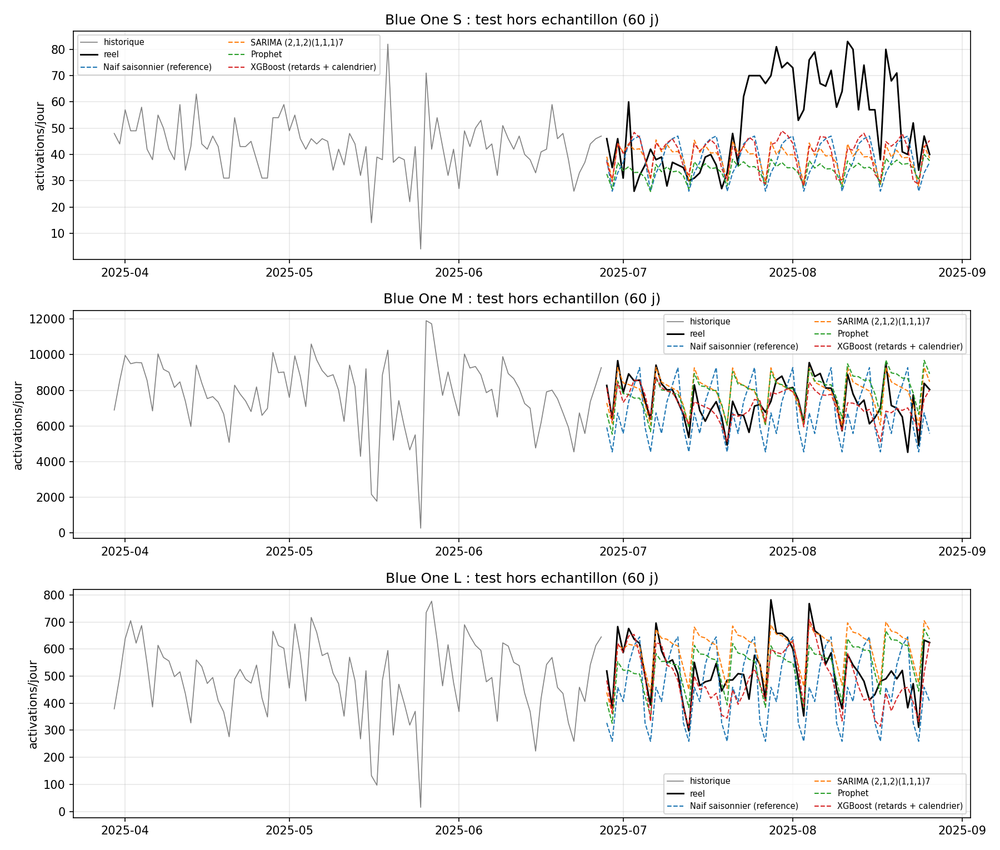 Blue One S : test hors echantillon (60 j)
historique
reel
Naif saisonnier (reference)
SARIMA (2,1,2)(1,1,1)7
Prophet
XGBoost (retards + calendrier)
activations/jour
80
70
60
50
40
30
20
10
2025-04 2025-05 2025-06 2025-07 2025-08 2025-09
Blue One M : test hors echantillon (60 j)
historique
reel
Naif saisonnier (reference)
SARIMA (2,1,2)(1,1,1)7
Prophet
XGBoost (retards + calendrier)
activations/jour
12000
10000
8000
6000
4000
2000
0
2025-04 2025-05 2025-06 2025-07 2025-08 2025-09
Blue One L : test hors echantillon (60 j)
activations/jour
800
700
600
500
400
300
200
100
0
historique
reel
Naif saisonnier (reference)
SARIMA (2,1,2)(1,1,1)7
Prophet
XGBoost (retards + calendrier)
2025-04 2025-05 2025-06 2025-07 2025-08 2025-09